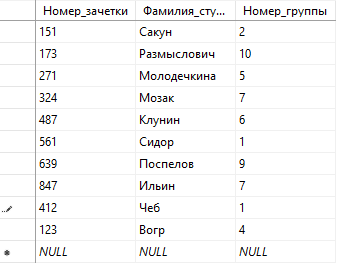 Номер_зачетки Фамилия_сту... Номер_группы
151 Сакун 2
173 Размыслович 10
271 Молодечкина 5
324 Мозак 7
487 Клунин 6
561 Сидор 1
639 Поспелов 9
847 Ильин 7
412 Чеб 1
123 Вогр 4
NULL NULL NULL